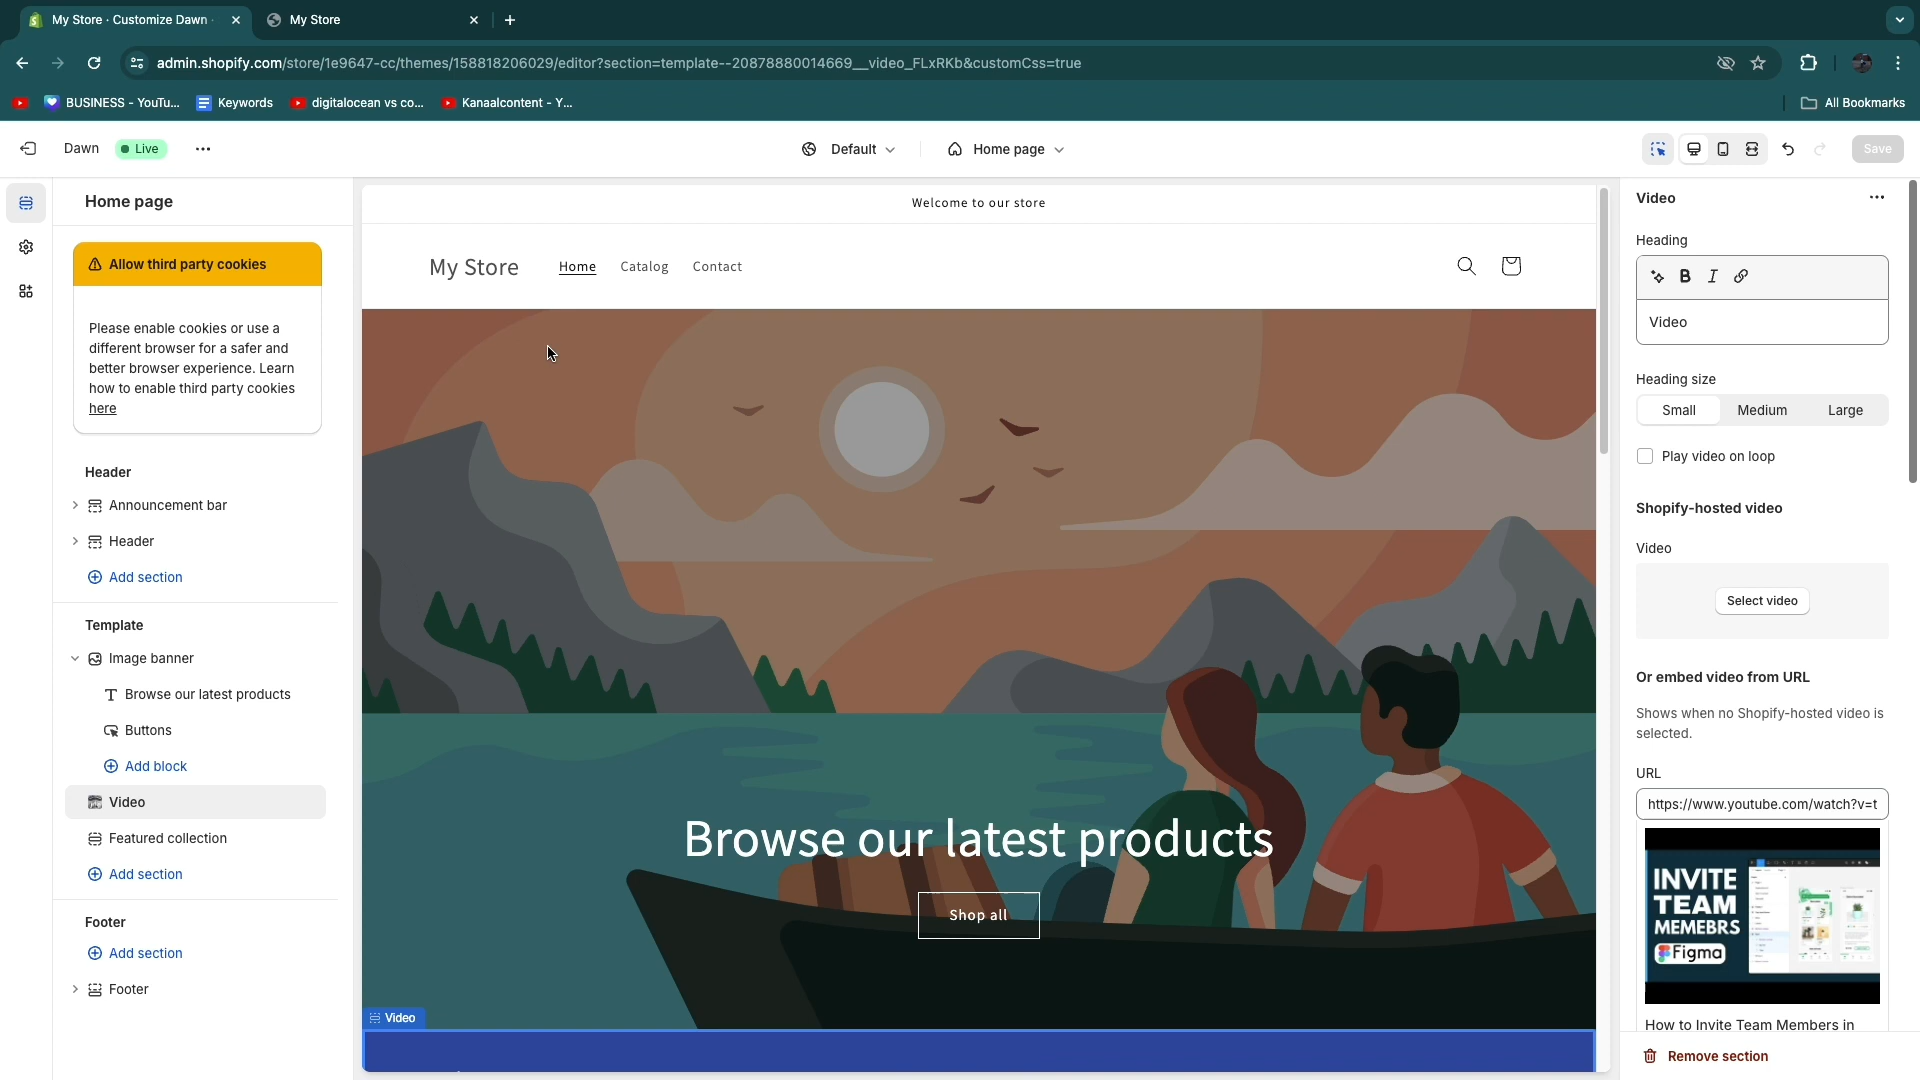 My Store · Customize Dawn ·
My Store
admin.shopify.com/store/1e9647-cc/themes/158818206029/editor?section=template--20878880014669__video_FLxRKb&customCss=true
BUSINESS - YouTu...
Keywords
digitalocean vs co...
Kanaalcontent - Y...
All Bookmarks
Dawn
Live
Default
Home page
Save
Home page
Allow third party cookies
Please enable cookies or use a
different browser for a safer and
better browser experience. Learn
how to enable third party cookies
here
Header
Announcement bar
Header
Add section
Template
Image banner
Browse our latest products
Buttons
Add block
Video
Featured collection
Add section
Footer
Add section
Footer
Welcome to our store
My Store
Home
Catalog
Contact
Browse our latest products
Shop all
Video
Video
Heading
B I
Video
Heading size
Small
Medium
Large
Play video on loop
Shopify-hosted video
Video
Select video
Or embed video from URL
Shows when no Shopify-hosted video is
selected.
URL
https://www.youtube.com/watch?v=t
INVITE
TEAM
MEMEBRS
Figma
How to Invite Team Members in
Remove section